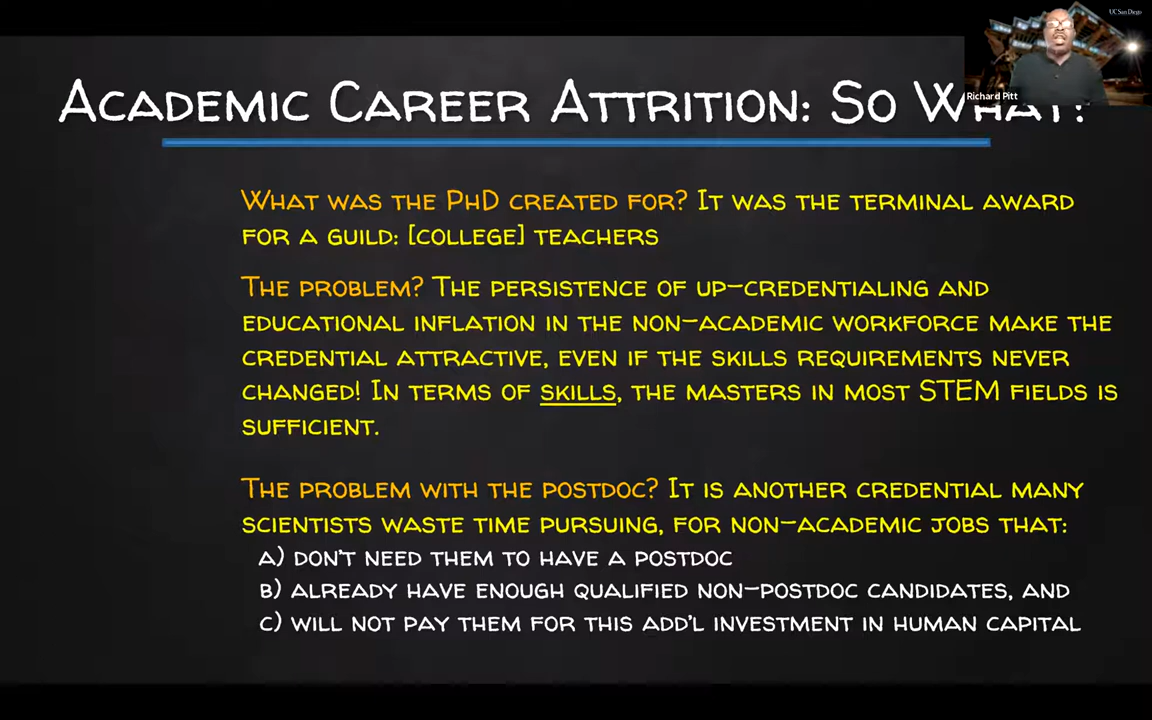 UC San Diego
Richard Pitt
Academic Career Attrition: So What?
What was the PhD created for? It was the terminal award
for a guild: [college] teachers
The problem? The persistence of up-credentialing and
educational inflation in the non-academic workforce make the
credential attractive, even if the skills requirements never
changed! In terms of skills, the masters in most STEM fields is
sufficient.
The problem with the postdoc? It is another credential many
scientists waste time pursuing, for non-academic jobs that:
a) don't need them to have a postdoc
b) already have enough qualified non-postdoc candidates, and
c) will not pay them for this add'l investment in human capital